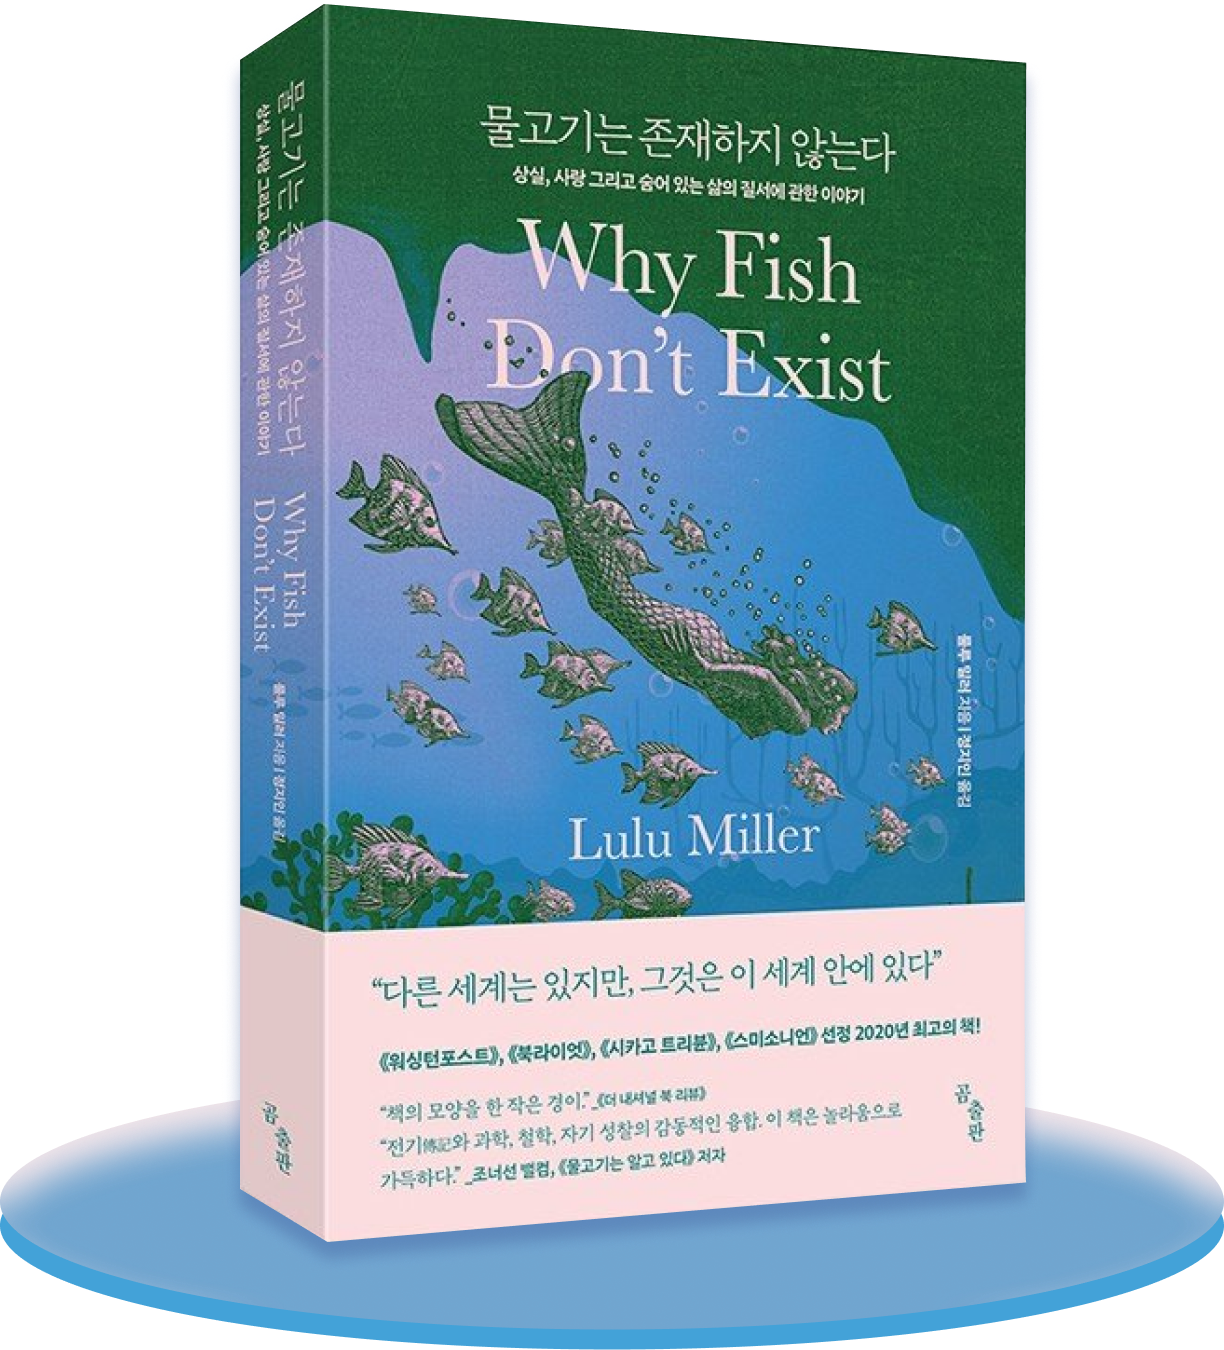 물고기는 존재하지 않는다
상실, 사랑 그리고 숨어 있는 삶의 질서에 관한 이야기
Why Fish
Don't Exist
룰루 밀러 지음 | 정지인 옮김
곰출판
물고기는 존재하지 않는다
상실, 사랑 그리고 숨어 있는 삶의 질서에 관한 이야기
Why Fish
Don’t Exist
룰루 밀러 지음 | 정지인 옮김
Lulu Miller
“다른 세계는 있지만, 그것은 이 세계 안에 있다”
《워싱턴포스트》, 《북라이엇》, 《시카고 트리뷴》, 《스미소니언》 선정 2020년 최고의 책!
“책의 모양을 한 작은 경이.”_《더 내셔널 북 리뷰》
“전기傳記와 과학, 철학, 자기 성찰의 감동적인 융합. 이 책은 놀라움으로
가득하다.” _조너선 밸컴, 《물고기는 알고 있다》 저자
곰출판